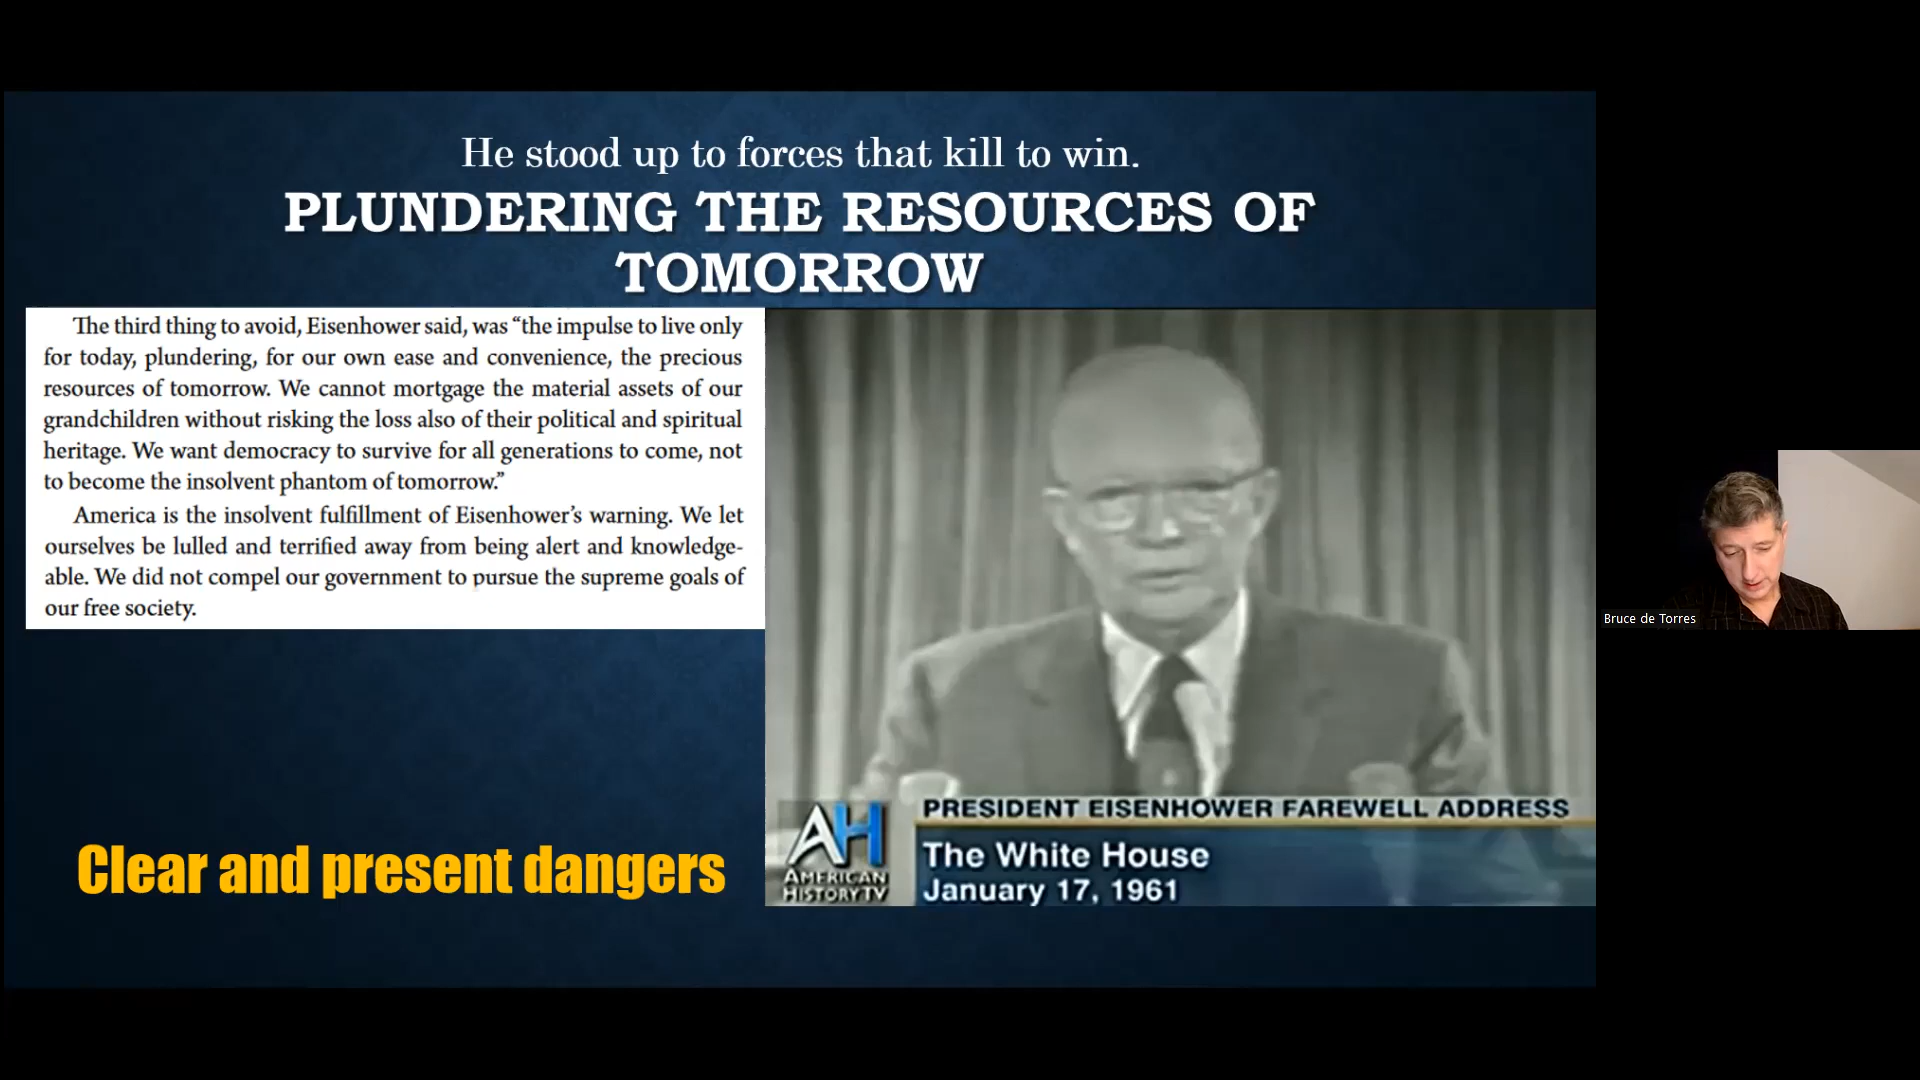 He stood up to forces that kill to win.
PLUNDERING THE RESOURCES OF
TOMORROW
The third thing to avoid, Eisenhower said, was “the impulse to live only
for today, plundering, for our own ease and convenience, the precious
resources of tomorrow. We cannot mortgage the material assets of our
grandchildren without risking the loss also of their political and spiritual
heritage. We want democracy to survive for all generations to come, not
to become the insolvent phantom of tomorrow.”
America is the insolvent fulfillment of Eisenhower’s warning. We let
ourselves be lulled and terrified away from being alert and knowledge-
able. We did not compel our government to pursue the supreme goals of
our free society.
Clear and present dangers
AH
AMERICAN
HISTORY TV
PRESIDENT EISENHOWER FAREWELL ADDRESS
The White House
January 17, 1961
Bruce de Torres